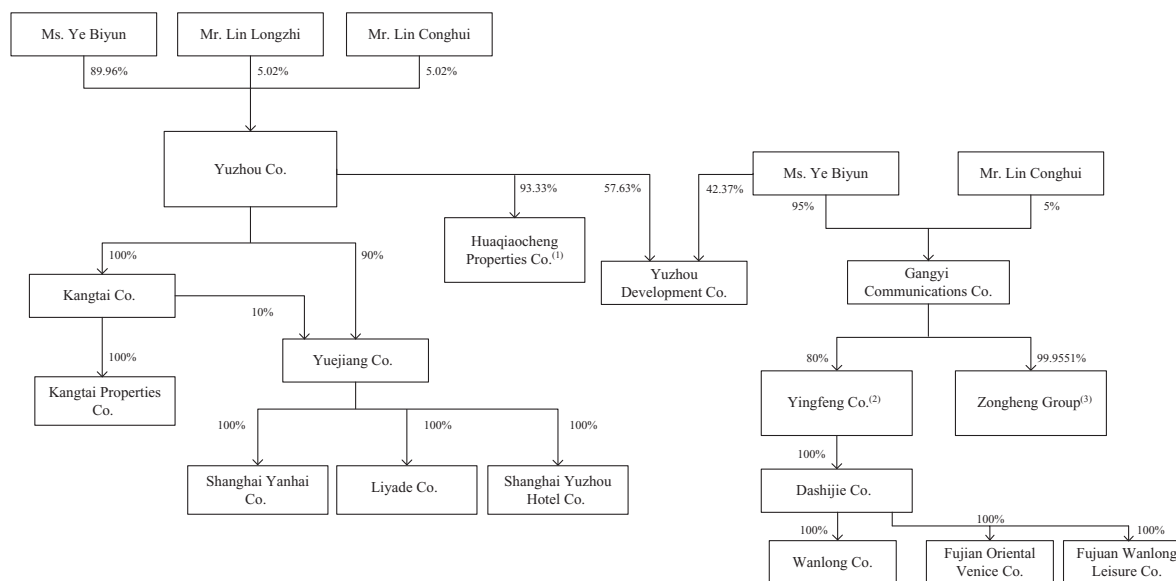 Ms. Ye Biyun
Mr. Lin Longzhi
Mr. Lin Conghui
89.96%
5.02%
5.02%
Yuzhou Co.
Ms. Ye Biyun
Mr. Lin Conghui
93.33%
57.63%
42.37%
95%
5%
Huaqiaocheng
Properties Co.(1)
Yuzhou
Development Co.
Gangyi
Communications Co.
100%
90%
Kangtai Co.
10%
100%
Yuejiang Co.
80%
99.9551%
Kangtai Properties
Co.
Yingfeng Co.(2)
Zongheng Group(3)
100%
100%
100%
100%
Shanghai Yanhai
Co.
Liyade Co.
Shanghai Yuzhou
Hotel Co.
Dashijie Co.
100%
100%
100%
Wanlong Co.
Fujian Oriental
Venice Co.
Fujuan Wanlong
Leisure Co.